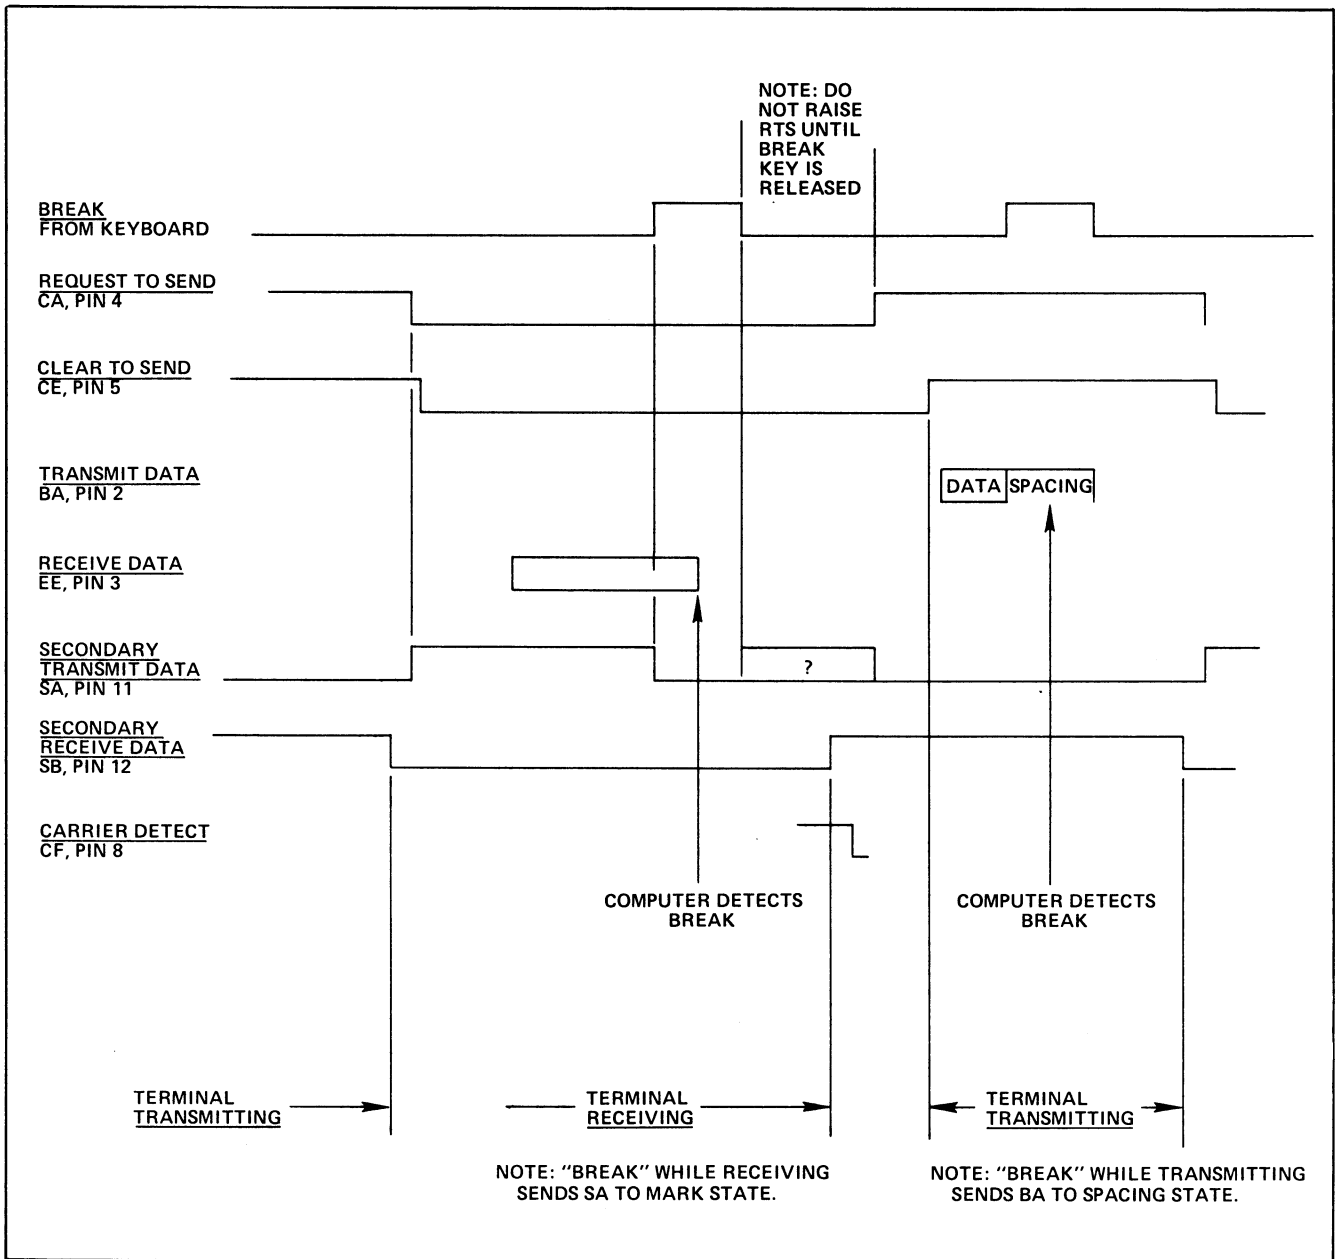 NOTE: DO
NOT RAISE
RTS UNTIL
BREAK
KEY IS
RELEASED
BREAK
FROM KEYBOARD
REQUEST TO SEND
CA, PIN 4
CLEAR TO SEND
CE, PIN 5
TRANSMIT DATA
BA, PIN 2
DATA SPACING
RECEIVE DATA
EE, PIN 3
SECONDARY
TRANSMIT DATA
SA, PIN 11
?
SECONDARY
RECEIVE DATA
SB, PIN 12
CARRIER DETECT
CF, PIN 8
COMPUTER DETECTS
BREAK
COMPUTER DETECTS
BREAK
TERMINAL
TRANSMITTING
TERMINAL
RECEIVING
TERMINAL
TRANSMITTING
NOTE: "BREAK" WHILE RECEIVING
SENDS SA TO MARK STATE.
NOTE: "BREAK" WHILE TRANSMITTING
SENDS BA TO SPACING STATE.